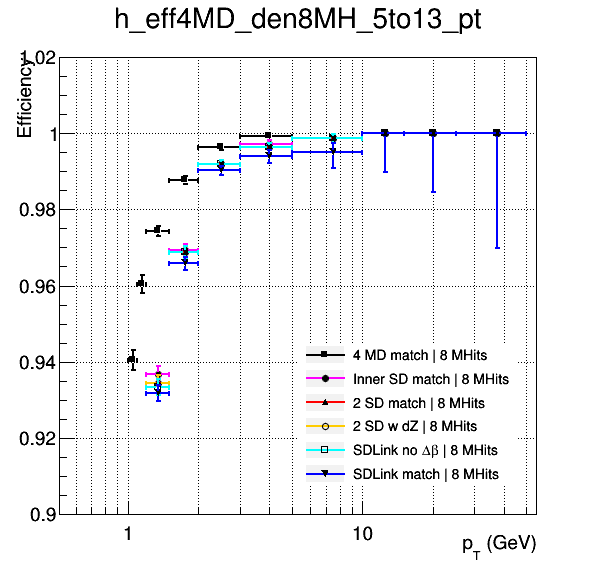 h_eff4MD_den8MH_5to13_pt
Efficiency
1.02
1
0.98
0.96
0.94
0.92
0.9
4 MD match | 8 MHits
Inner SD match | 8 MHits
2 SD match | 8 MHits
2 SD w dZ | 8 MHits
SDLink no Δβ | 8 MHits
SDLink match | 8 MHits
1
10
p_T (GeV)